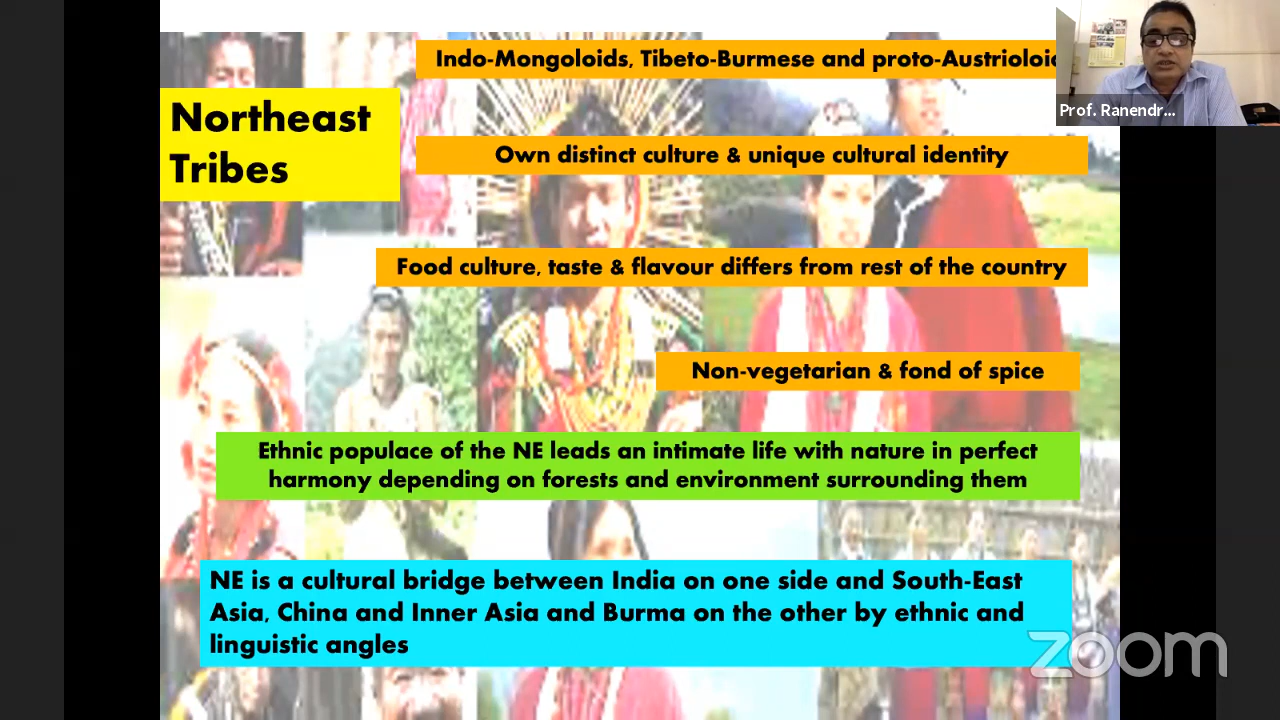 Indo-Mongoloids, Tibeto-Burmese and proto-Austrioloid
Prof. Ranendr...
Northeast
Tribes
Own distinct culture & unique cultural identity
Food culture, taste & flavour differs from rest of the country
Non-vegetarian & fond of spice
Ethnic populace of the NE leads an intimate life with nature in perfect
harmony depending on forests and environment surrounding them
NE is a cultural bridge between India on one side and South-East
Asia, China and Inner Asia and Burma on the other by ethnic and
linguistic angles
zoom